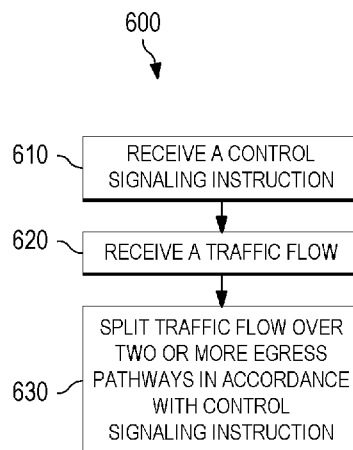 600
610
RECEIVE A CONTROL
SIGNALING INSTRUCTION
620
RECEIVE A TRAFFIC FLOW
630
SPLIT TRAFFIC FLOW OVER
TWO OR MORE EGRESS
PATHWAYS IN ACCORDANCE
WITH CONTROL
SIGNALING INSTRUCTION